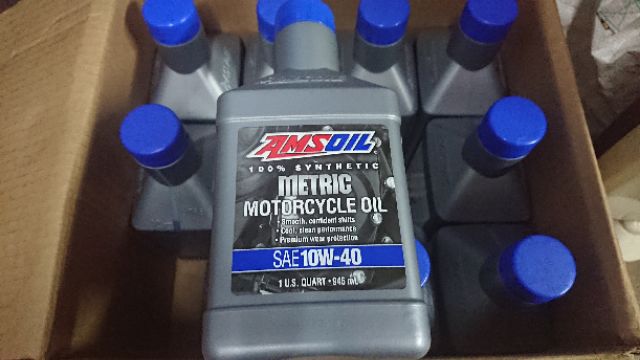 AMSOIL
100% SYNTHETIC
METRIC
MOTORCYCLE OIL
• Smooth, confident shifts
• Cool, clean performance
• Premium wear protection
SAE 10W-40
1 U.S. QUART • 946 mL